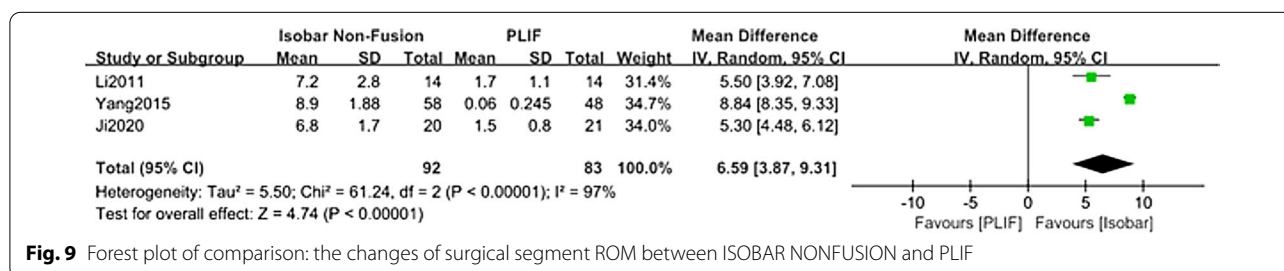 Isobar Non-Fusion PLIF Mean Difference Mean Difference
Study or Subgroup Mean SD Total Mean SD Total Weight IV, Random, 95% CI IV, Random, 95% CI
Li2011 7.2 2.8 14 1.7 1.1 14 31.4% 5.50 [3.92, 7.08]
Yang2015 8.9 1.88 58 0.06 0.245 48 34.7% 8.84 [8.35, 9.33]
Ji2020 6.8 1.7 20 1.5 0.8 21 34.0% 5.30 [4.48, 6.12]
Total (95% CI) 92 83 100.0% 6.59 [3.87, 9.31]
Heterogeneity: Tau² = 5.50; Chi² = 61.24, df = 2 (P < 0.00001); I² = 97%
Test for overall effect: Z = 4.74 (P < 0.00001)
-10 -5 0 5 10
Favours [PLIF] Favours [Isobar]
Fig. 9 Forest plot of comparison: the changes of surgical segment ROM between ISOBAR NONFUSION and PLIF